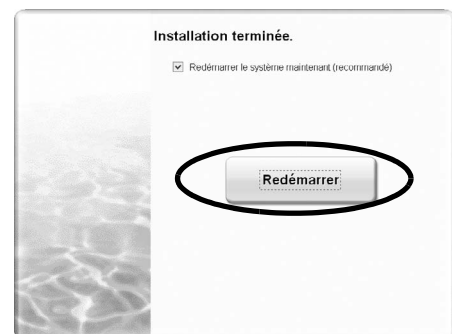 Installation terminée.
Redémarrer le système maintenant (recommandé)
Redémarrer